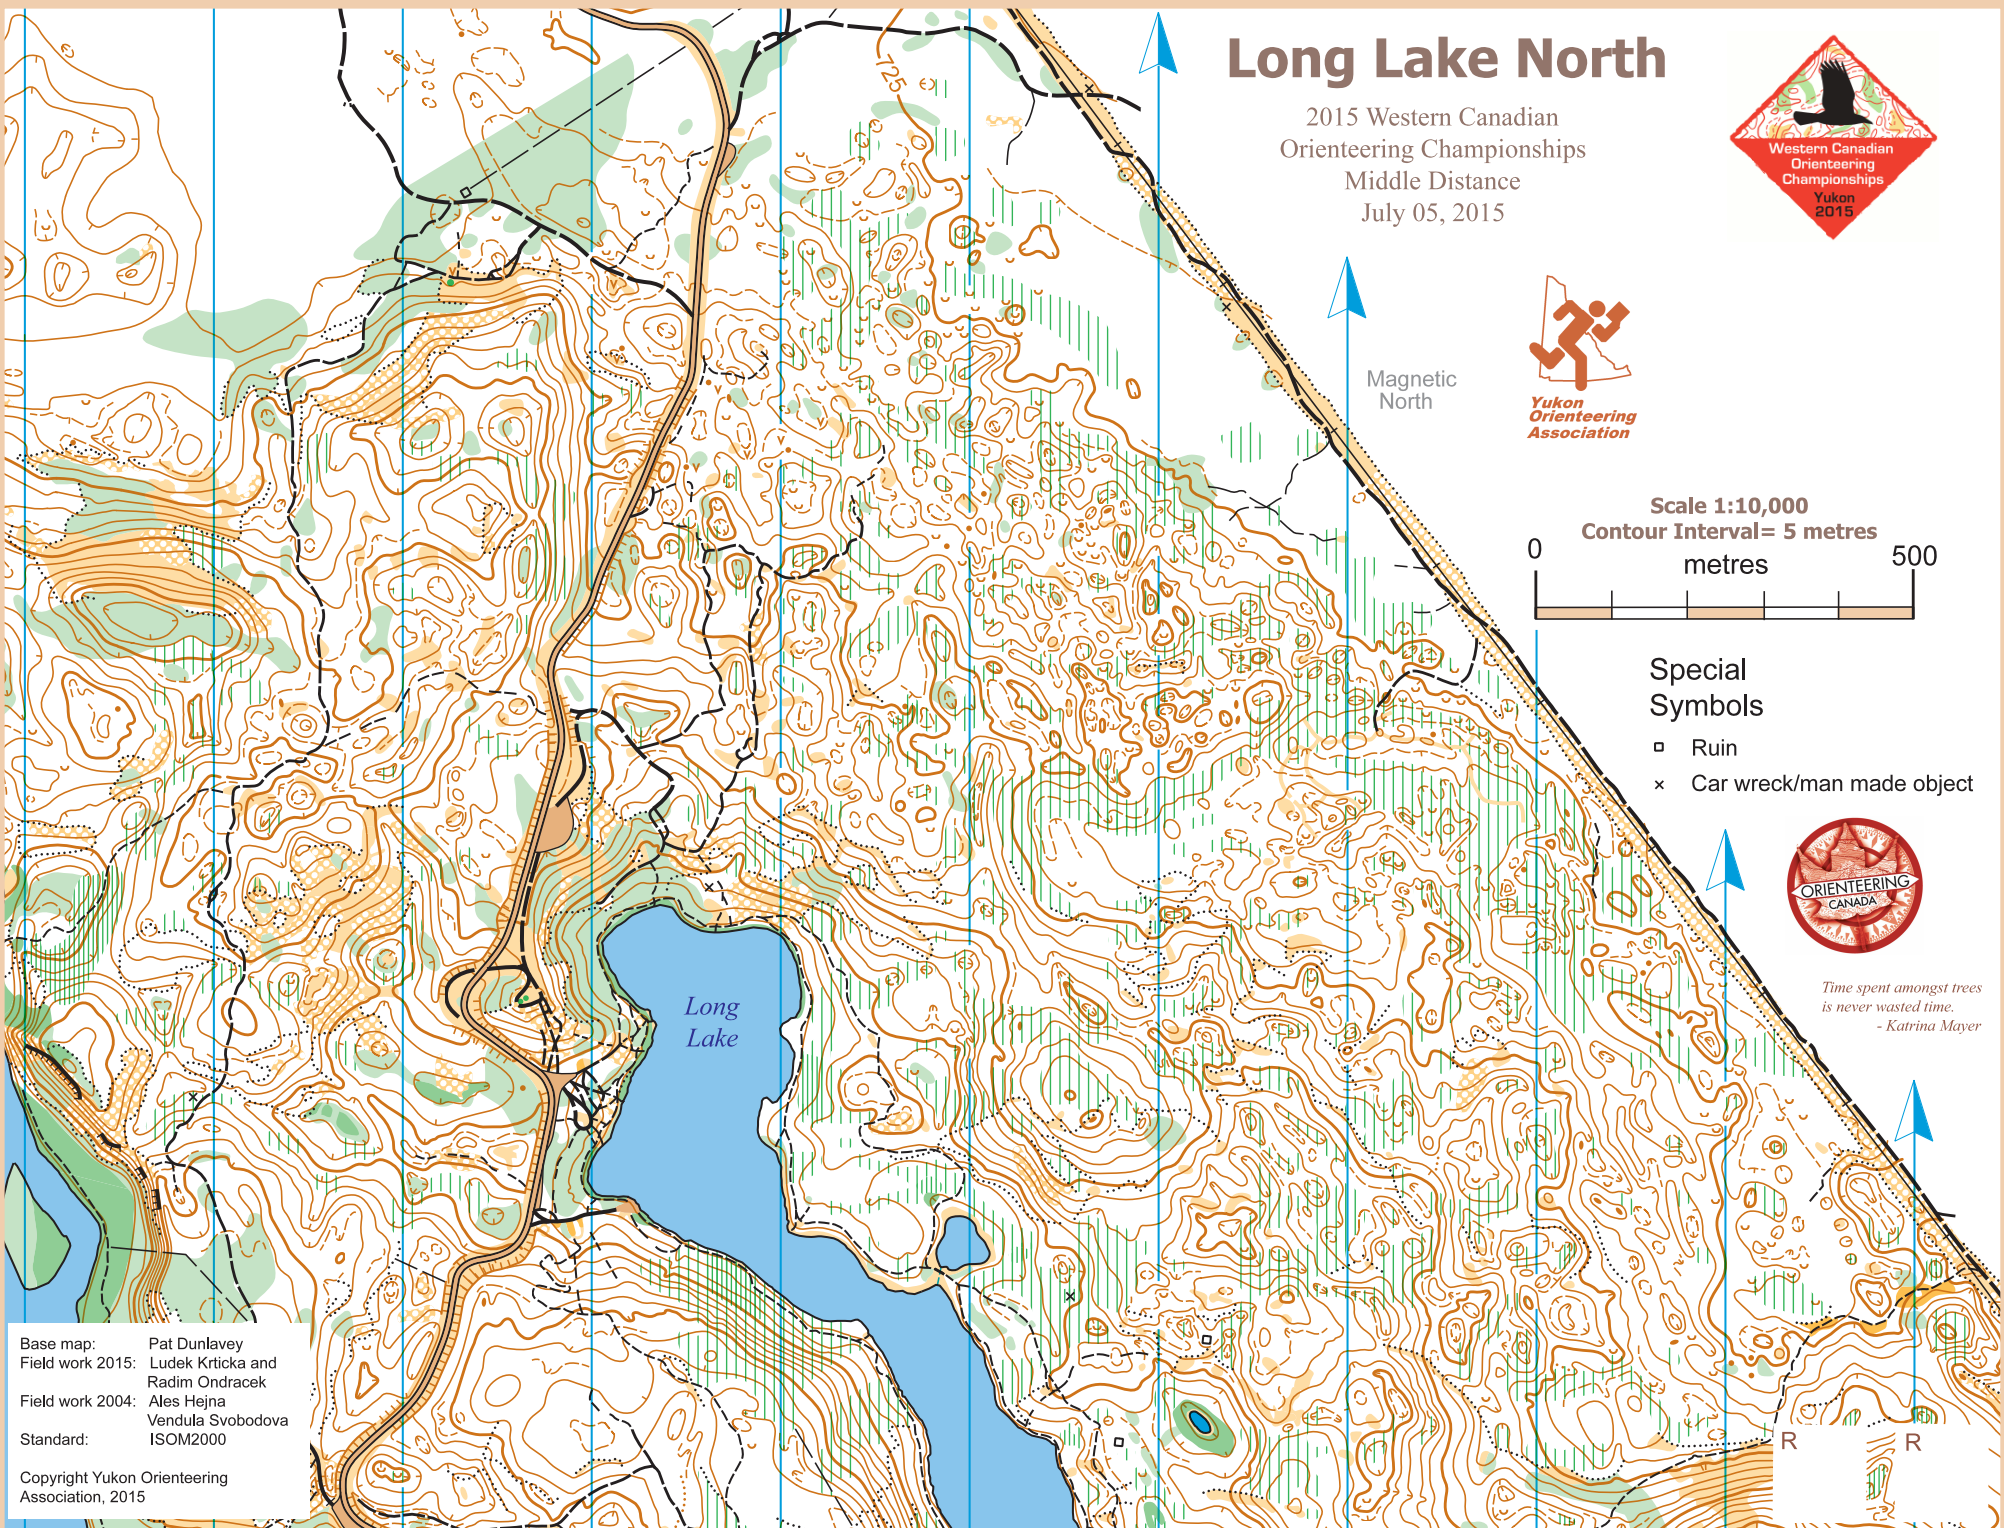 Long Lake North
2015 Western Canadian
Orienteering Championships
Middle Distance
July 05, 2015
Western Canadian
Orienteering
Championships
Yukon
2015
725
Magnetic
North
Yukon
Orienteering
Association
Scale 1:10,000
Contour Interval= 5 metres
0
metres
500
Special
Symbols
Ruin
Car wreck/man made object
ORIENTEERING
CANADA
Time spent amongst trees
is never wasted time.
- Katrina Mayer
Long
Lake
Base map: Pat Dunlavey
Field work 2015: Ludek Krticka and
Radim Ondracek
Field work 2004: Ales Hejna
Vendula Svobodova
Standard: ISOM2000
Copyright Yukon Orienteering
Association, 2015
R
R